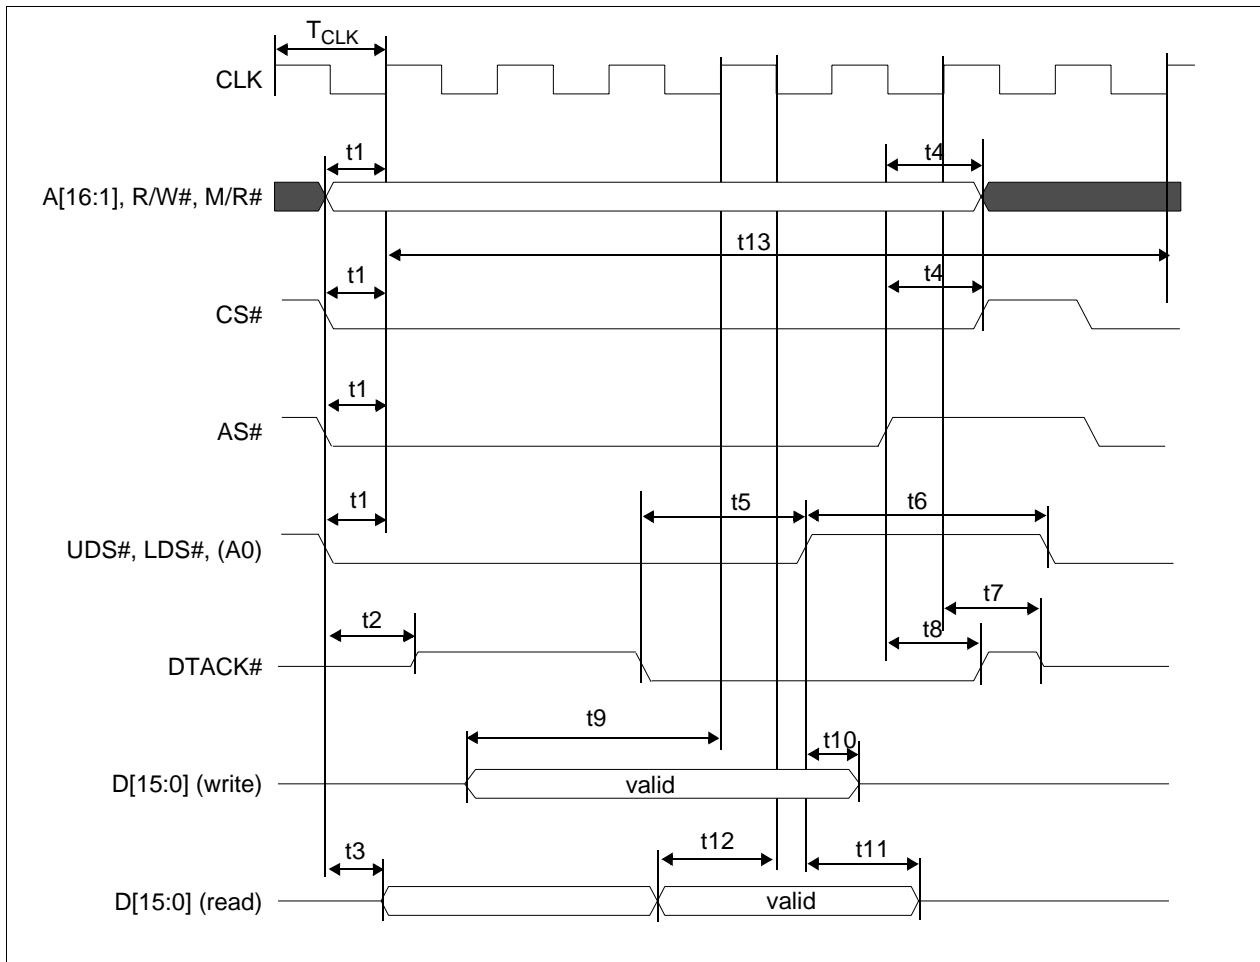 TCLK
CLK
t1 t4
A[16:1], R/W#, M/R#
t13
t1 t4
CS#
t1
AS#
t1 t5 t6
UDS#, LDS#, (A0)
t7
t2 t8
DTACK#
t9
t10
D[15:0] (write) valid
t12
t3 t11
D[15:0] (read) valid